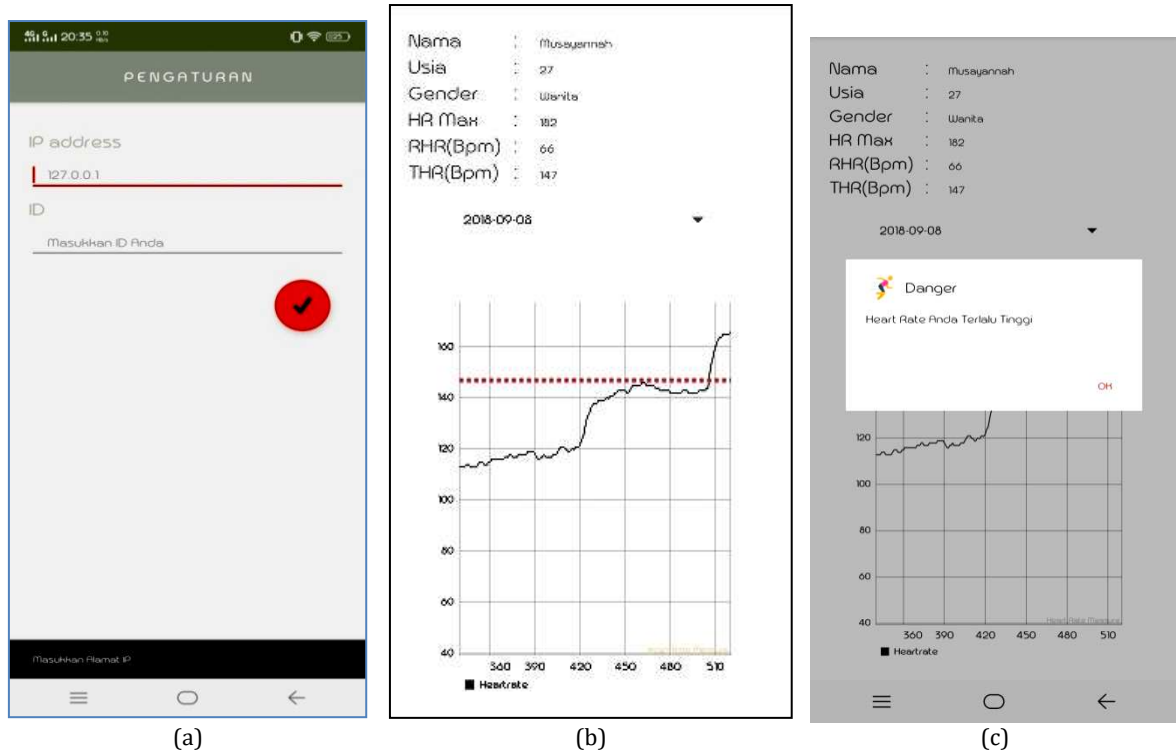 20:35
PENGATURAN
IP address
127.0.0.1
ID
Masukkan ID Anda
Masukkan Alamat IP
(a)
Nama : Musayannah
Usia : 27
Gender : Wanita
HR Max : 182
RHR(Bpm) : 66
THR(Bpm) : 147
2018-09-08
160
140
120
100
80
60
40
360 390 420 450 480 510
Heartrate
(b)
Nama : Musayannah
Usia : 27
Gender : Wanita
HR Max : 182
RHR(Bpm) : 66
THR(Bpm) : 147
2018-09-08
Danger
Heart Rate Anda Terlalu Tinggi
OK
120
100
80
60
40
Heart Rate Measure
360 390 420 450 480 510
Heartrate
(c)